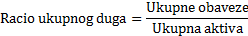 Racio ukupnog duga = Ukupne obaveze / Ukupna aktiva